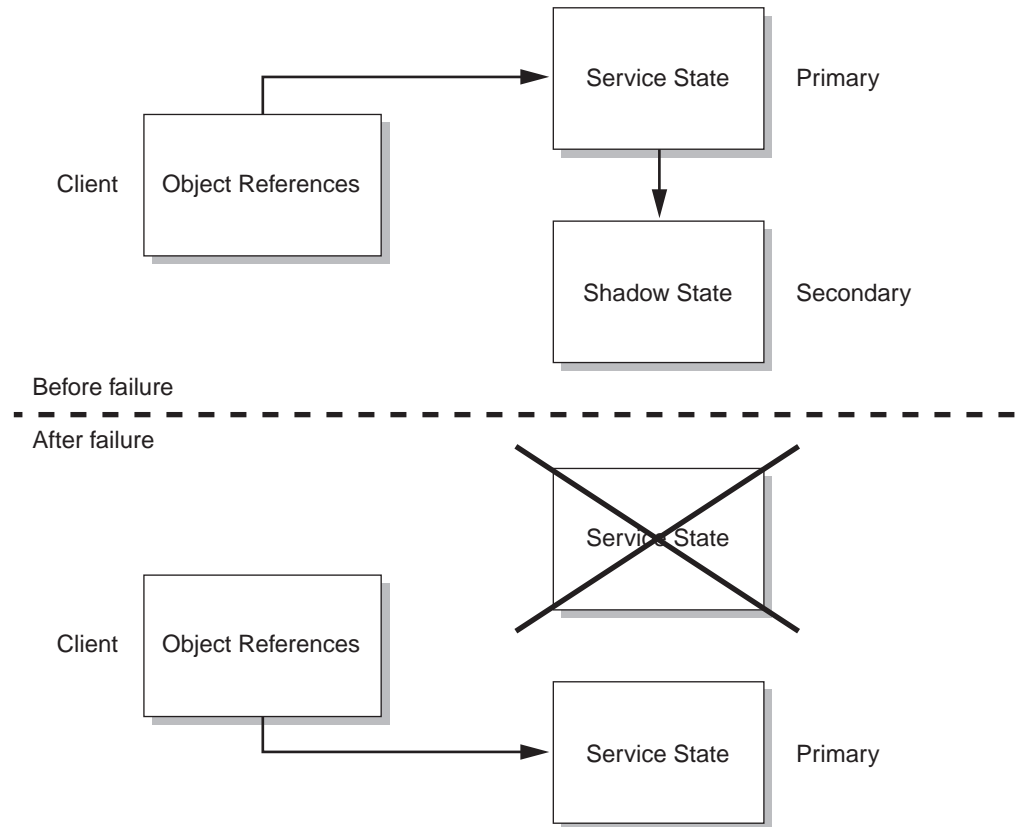 Service State
Primary
Client
Object References
Shadow State
Secondary
Before failure
After failure
Service State
Client
Object References
Service State
Primary